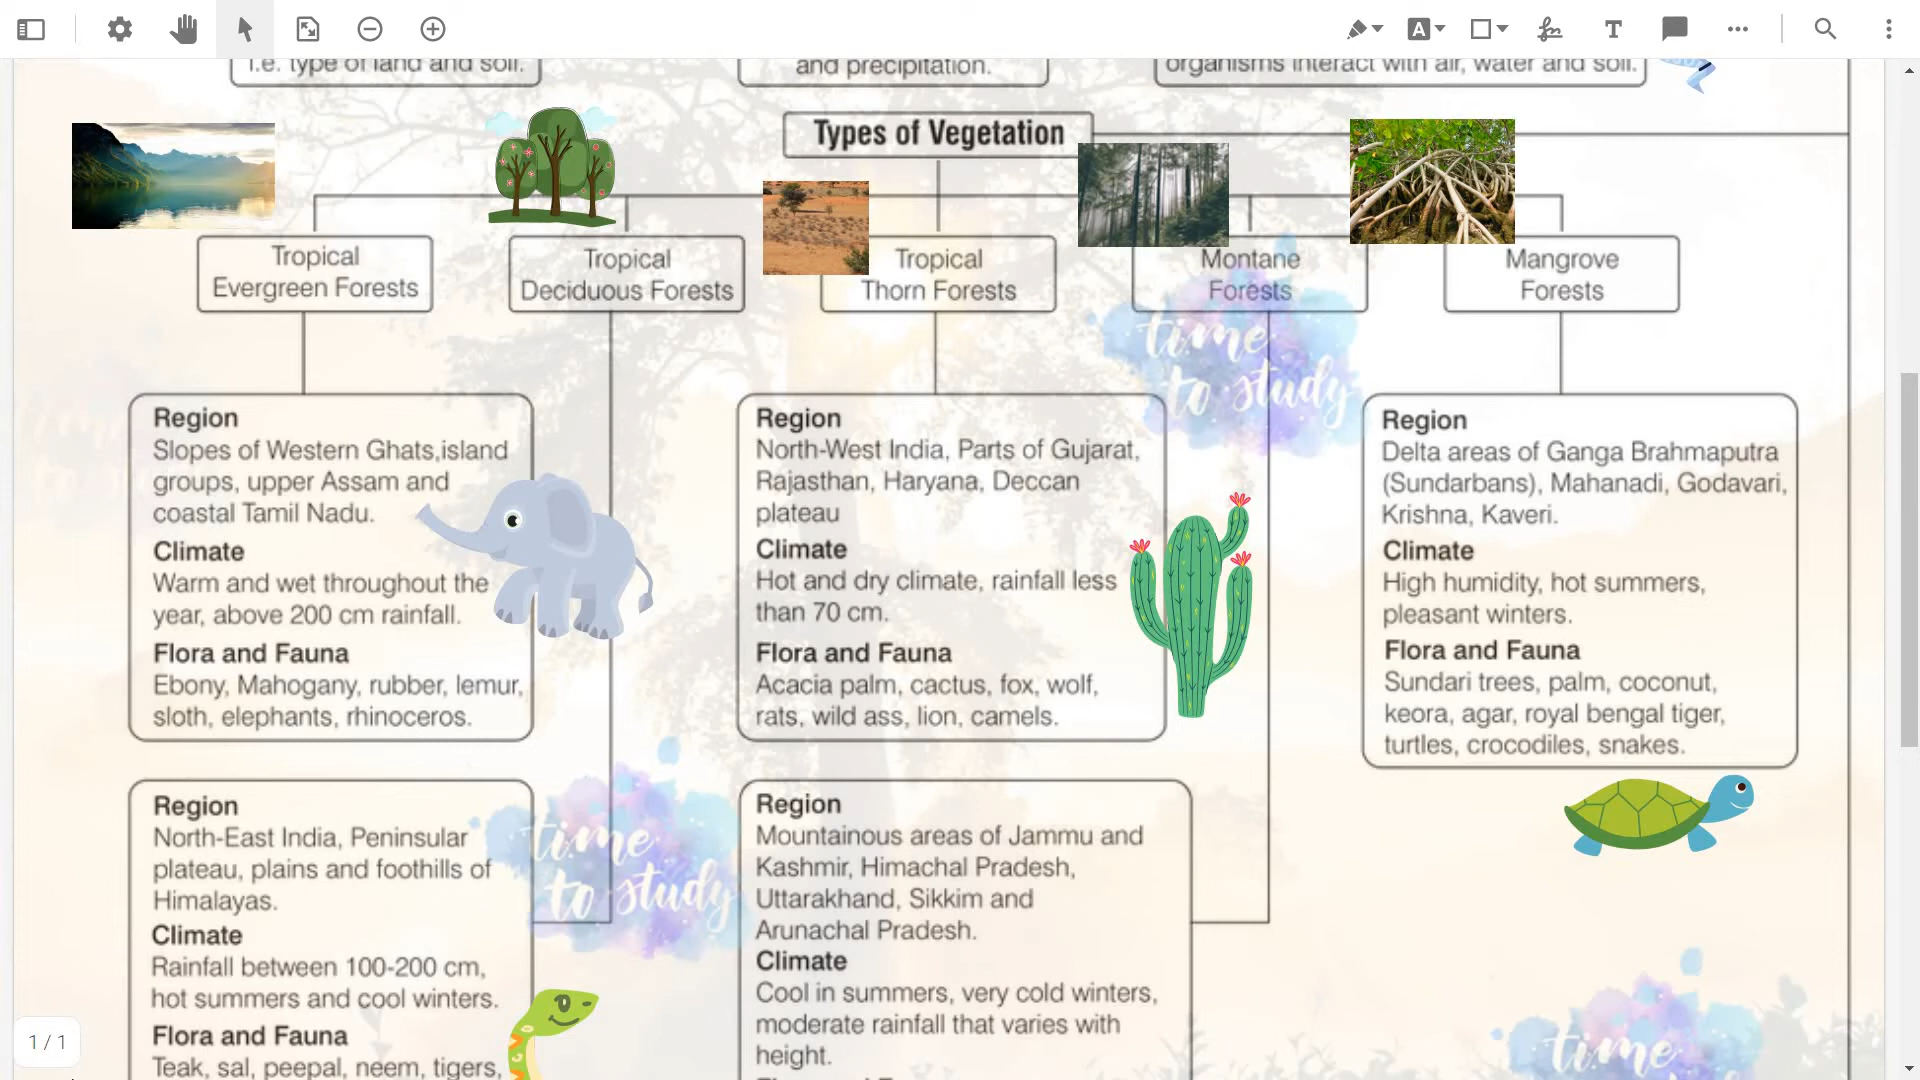 i.e. type of land and soil.
and precipitation.
organisms interact with air, water and soil.
Types of Vegetation
Tropical
Evergreen Forests
Tropical
Deciduous Forests
Tropical
Thorn Forests
Montane
Forests
Mangrove
Forests
time
to study
Region
Slopes of Western Ghats,island
groups, upper Assam and
coastal Tamil Nadu.
Climate
Warm and wet throughout the
year, above 200 cm rainfall.
Flora and Fauna
Ebony, Mahogany, rubber, lemur,
sloth, elephants, rhinoceros.
Region
North-West India, Parts of Gujarat,
Rajasthan, Haryana, Deccan
plateau
Climate
Hot and dry climate, rainfall less
than 70 cm.
Flora and Fauna
Acacia palm, cactus, fox, wolf,
rats, wild ass, lion, camels.
Region
Delta areas of Ganga Brahmaputra
(Sundarbans), Mahanadi, Godavari,
Krishna, Kaveri.
Climate
High humidity, hot summers,
pleasant winters.
Flora and Fauna
Sundari trees, palm, coconut,
keora, agar, royal bengal tiger,
turtles, crocodiles, snakes.
Region
North-East India, Peninsular
plateau, plains and foothills of
Himalayas.
Climate
Rainfall between 100-200 cm,
hot summers and cool winters.
Flora and Fauna
Teak, sal, peepal, neem, tigers,
time
to study
Region
Mountainous areas of Jammu and
Kashmir, Himachal Pradesh,
Uttarakhand, Sikkim and
Arunachal Pradesh.
Climate
Cool in summers, very cold winters,
moderate rainfall that varies with
height.
time
1 / 1